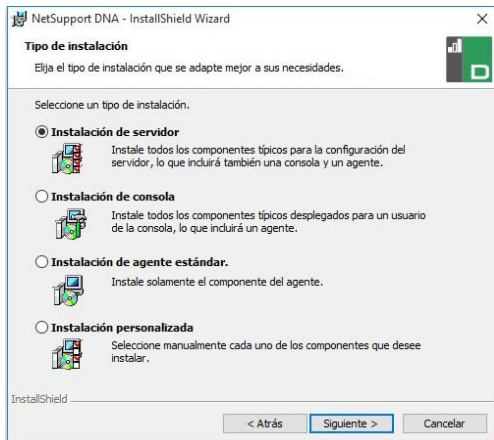 NetSupport DNA - InstallShield Wizard
Tipo de instalación
Elija el tipo de instalación que se adapte mejor a sus necesidades.
D
Seleccione un tipo de instalación.
Instalación de servidor
Instale todos los componentes típicos para la configuración del
servidor, lo que incluirá también una consola y un agente.
Instalación de consola
Instale todos los componentes típicos desplegados para un usuario
de la consola, lo que incluirá un agente.
Instalación de agente estándar.
Instale solamente el componente del agente.
Instalación personalizada
Seleccione manualmente cada uno de los componentes que desee
instalar.
InstallShield
< Atrás Siguiente > Cancelar